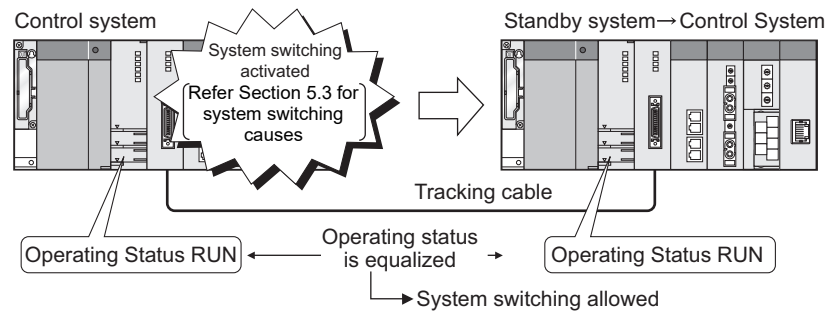 Control system
Standby system→Control System
System switching
activated
Refer Section 5.3 for
system switching
causes
Tracking cable
Operating Status RUN
Operating status
is equalized
Operating Status RUN
System switching allowed